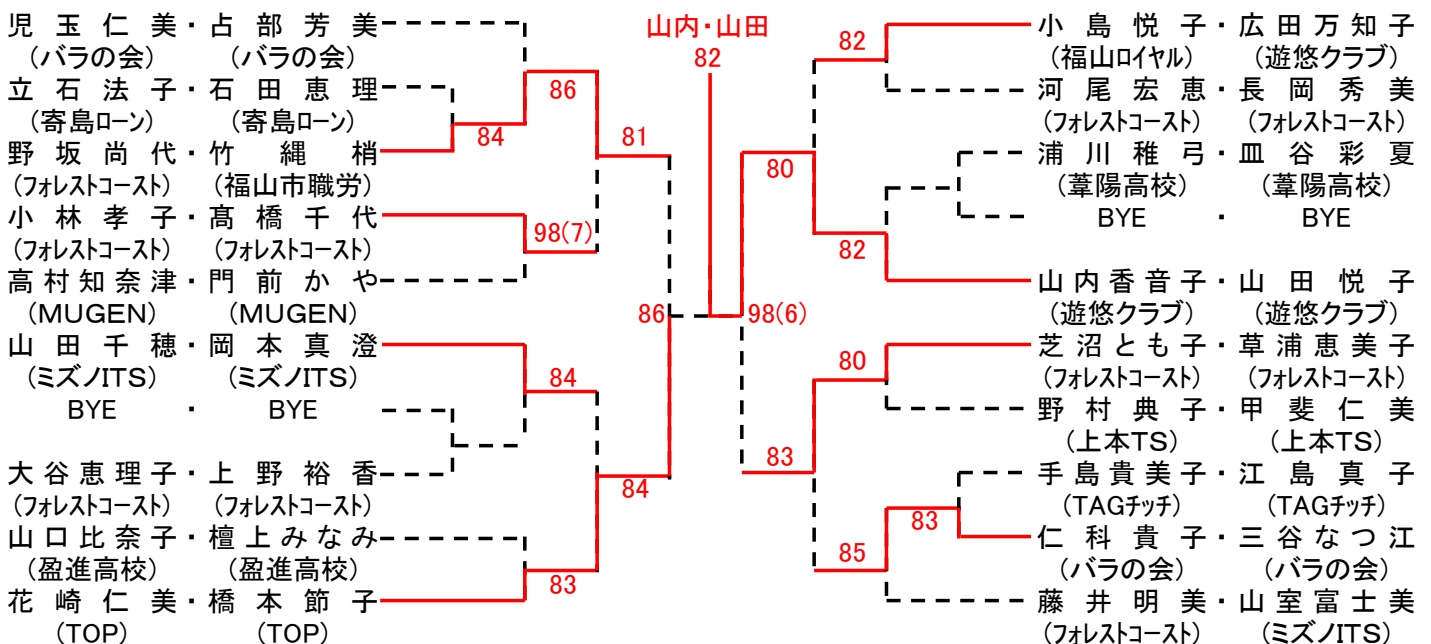 児玉仁美・占部芳美
(バラの会) (バラの会)
立石法子・石田恵理
(寄島ローン) (寄島ローン)
野坂尚代・竹縄梢
(フォレストコースト) (福山市職労)
小林孝子・髙橋千代
(フォレストコースト) (フォレストコースト)
高村知奈津・門前かや
(MUGEN) (MUGEN)
山田千穂・岡本真澄
(ミズノITS) (ミズノITS)
BYE ・ BYE
大谷恵理子・上野裕香
(フォレストコースト) (フォレストコースト)
山口比奈子・檀上みなみ
(盈進高校) (盈進高校)
花崎仁美・橋本節子
(TOP) (TOP)
84
86
98(7)
84
83
81
84
86
山内・山田
82
98(6)
80
83
82
82
80
85
83
小島悦子・広田万知子
(福山ロイヤル) (遊悠クラブ)
河尾宏恵・長岡秀美
(フォレストコースト) (フォレストコースト)
浦川稚弓・皿谷彩夏
(葦陽高校) (葦陽高校)
BYE ・ BYE
山内香音子・山田悦子
(遊悠クラブ) (遊悠クラブ)
芝沼とも子・草浦恵美子
(フォレストコースト) (フォレストコースト)
野村典子・甲斐仁美
(上本TS) (上本TS)
手島貴美子・江島真子
(TAGチッチ) (TAGチッチ)
仁科貴子・三谷なつ江
(バラの会) (バラの会)
藤井明美・山室富士美
(フォレストコースト) (ミズノITS)